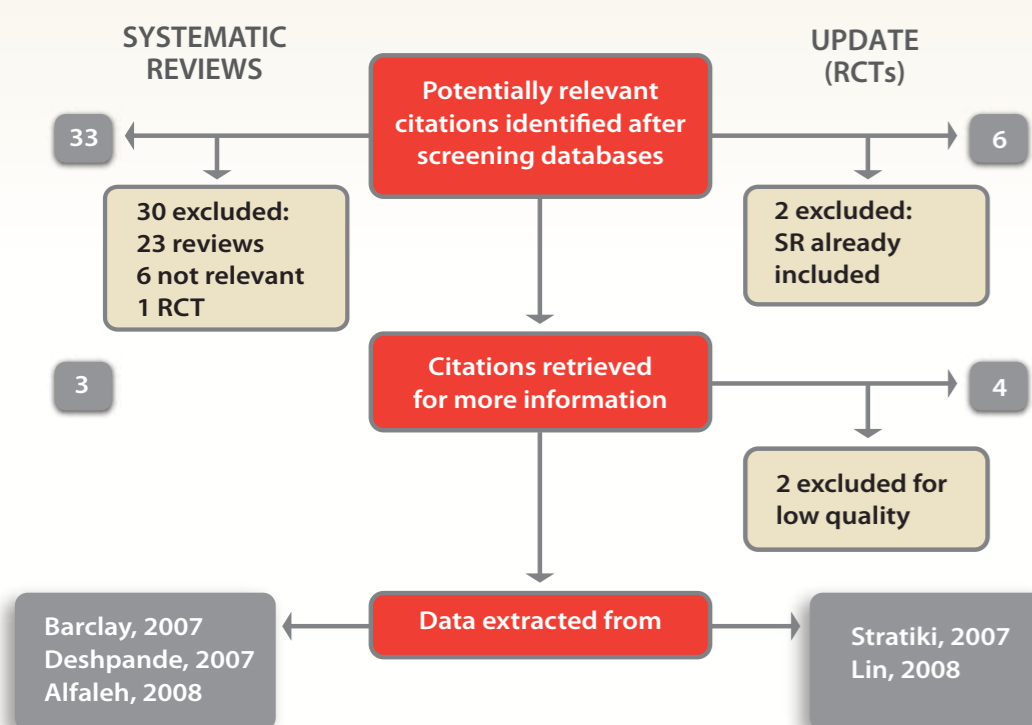 SYSTEMATIC
REVIEWS
UPDATE
(RCTs)
Potentially relevant
citations identified after
screening databases
33
6
30 excluded:
23 reviews
6 not relevant
1 RCT
2 excluded:
SR already
included
3
Citations retrieved
for more information
4
2 excluded for
low quality
Barclay, 2007
Deshpande, 2007
Alfaleh, 2008
Data extracted from
Stratiki, 2007
Lin, 2008